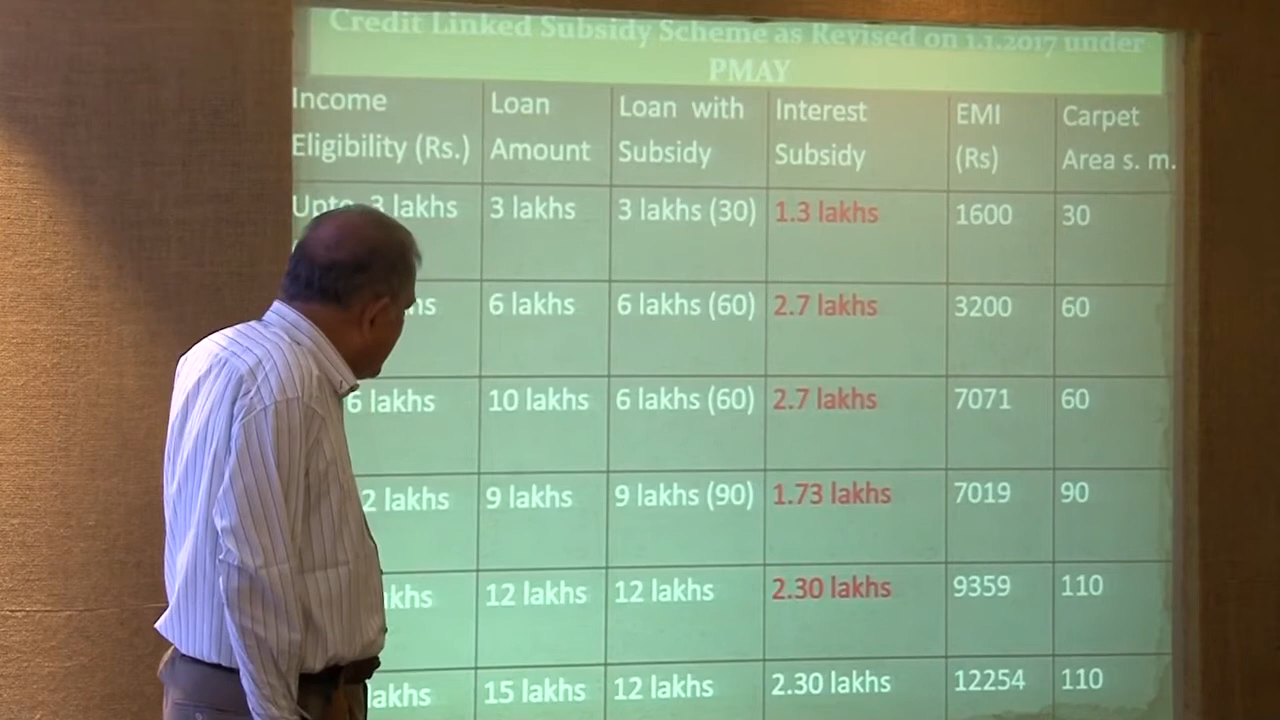 Credit Linked Subsidy Scheme as Revised on 1.1.2017 under
PMAY
Income Loan Loan with Interest EMI Carpet
Eligibility (Rs.) Amount Subsidy Subsidy (Rs) Area s. m.
3 lakhs 3 lakhs 3 lakhs (30) 1.3 lakhs 1600 30
6 lakhs 6 lakhs (60) 2.7 lakhs 3200 60
6 lakhs 10 lakhs 6 lakhs (60) 2.7 lakhs 7071 60
lakhs 9 lakhs 9 lakhs (90) 1.73 lakhs 7019 90
12 lakhs 12 lakhs 2.30 lakhs 9359 110
lakhs 15 lakhs 12 lakhs 2.30 lakhs 12254 110